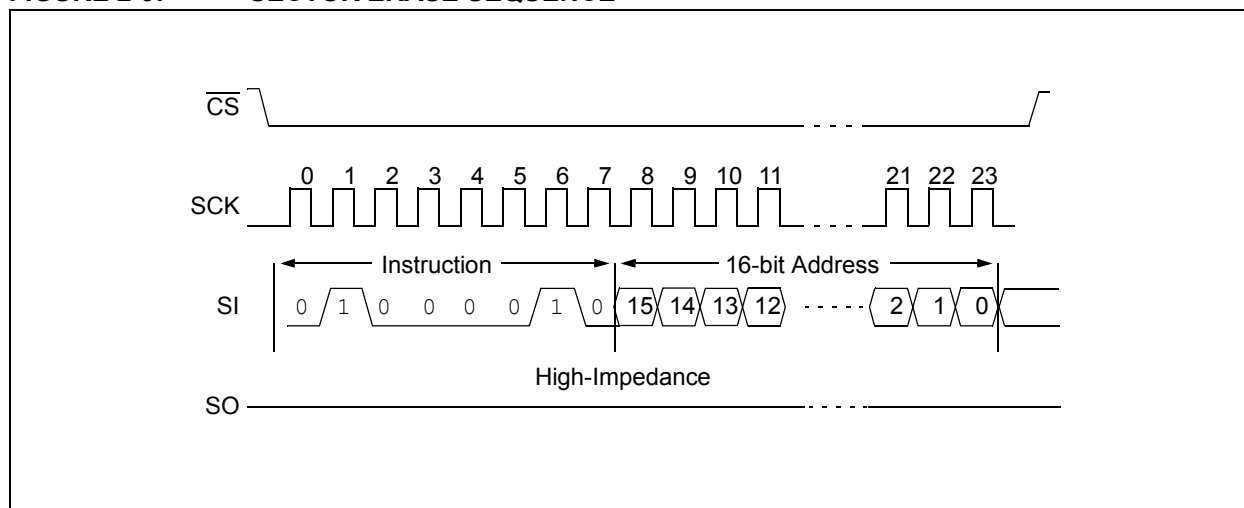 CS
0 1 2 3 4 5 6 7 8 9 10 11 21 22 23
SCK
Instruction 16-bit Address
SI 0 1 0 0 0 0 1 0 15 14 13 12 2 1 0
High-Impedance
SO